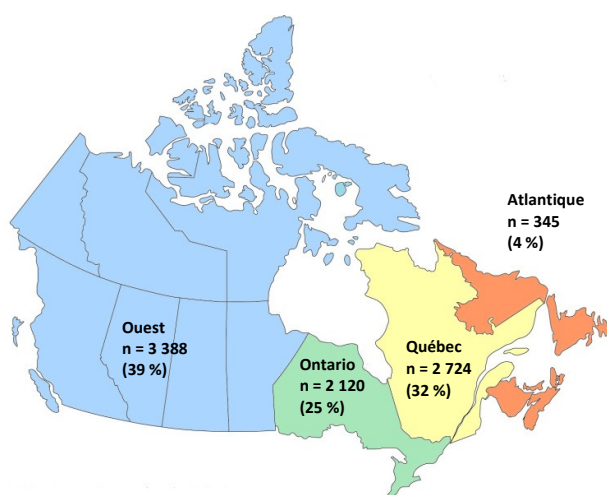 Atlantique
n = 345
(4 %)
Ouest
n = 3 388
(39 %)
Ontario
n = 2 120
(25 %)
Québec
n = 2 724
(32 %)